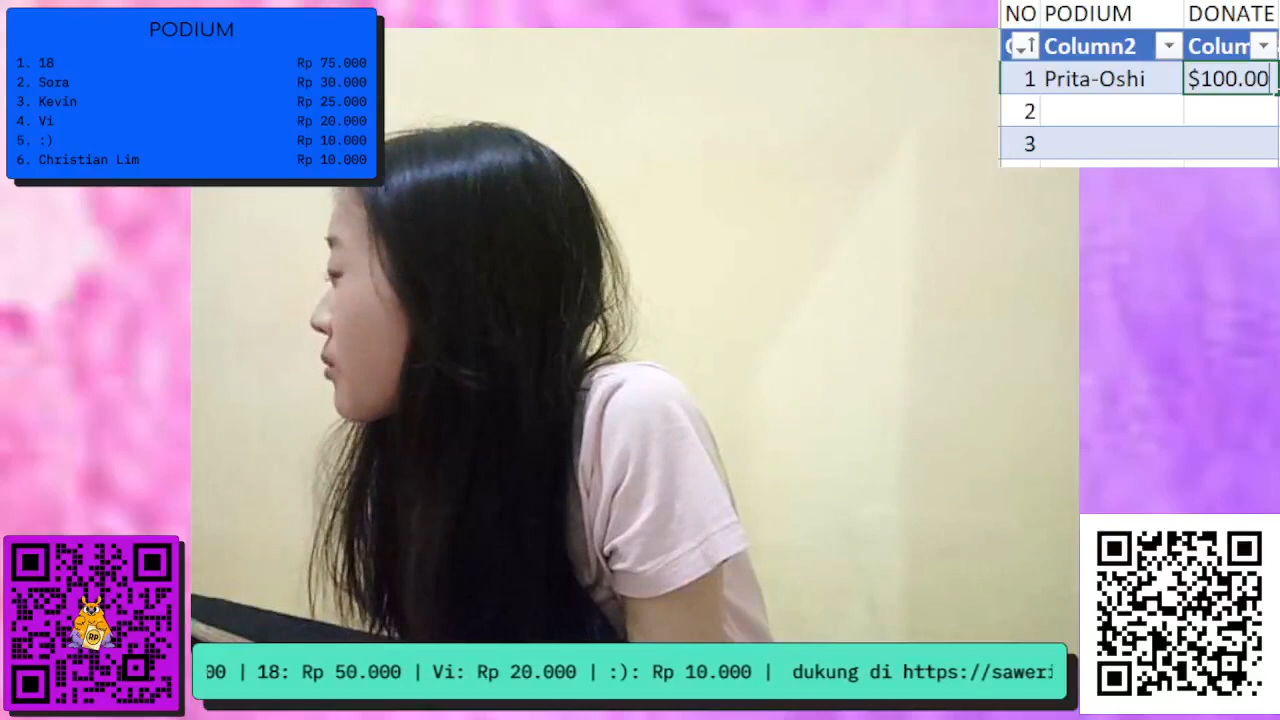 PODIUM
1. 18 Rp 75.000
2. Sora Rp 30.000
3. Kevin Rp 25.000
4. Vi Rp 20.000
5. :) Rp 10.000
6. Christian Lim Rp 10.000
NO PODIUM DONATE
Column2 Colum
1 Prita-Oshi $100.00
2
3
RP
00 | 18: Rp 50.000 | Vi: Rp 20.000 | :): Rp 10.000 | dukung di https://saweri